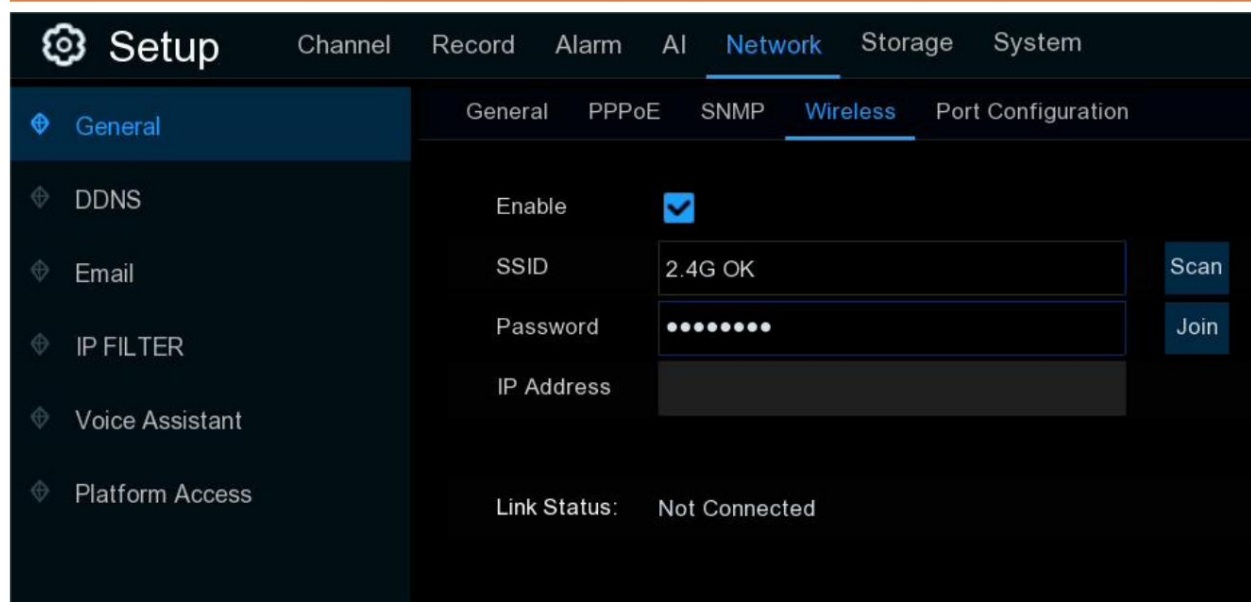 Setup Channel Record Alarm AI Network Storage System
General PPPoE SNMP Wireless Port Configuration
General
DDNS
Email
IP FILTER
Voice Assistant
Platform Access
Enable
SSID 2.4G OK Scan
Password •••••••• Join
IP Address
Link Status: Not Connected